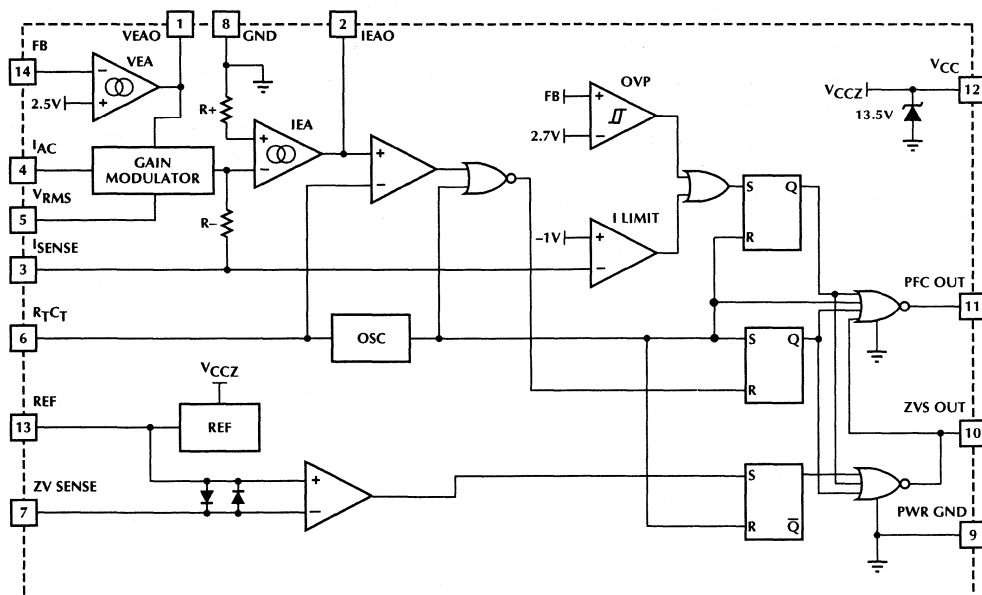 1
8
2
VEAO
GND
IEAO
FB
VEA
14
2.5V
−
+
R+
IEA
+
−
OVP
FB
+
2.7V
−
VCC
12
VCCZ
13.5V
IAC
4
GAIN
MODULATOR
VRMS
5
+
−
R−
I LIMIT
−1V
+
−
S
Q
R
ISENSE
3
PFC OUT
11
RTCT
6
OSC
S
Q
R
VCCZ
REF
13
REF
ZVS OUT
10
ZV SENSE
7
+
−
S
R
Q̅
PWR GND
9